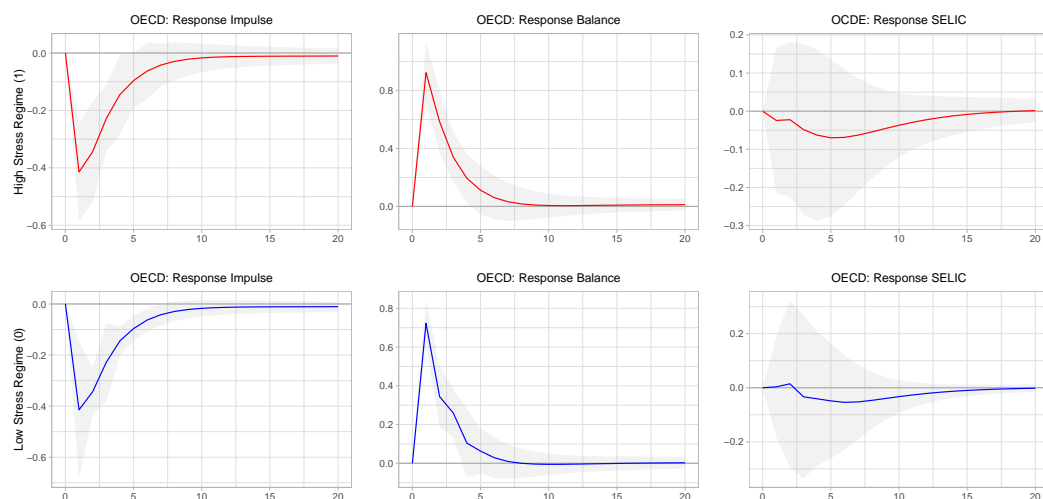 OECD: Response Impulse
OECD: Response Balance
OCDE: Response SELIC
High Stress Regime (1)
0.0
−0.2
−0.4
−0.6
0 5 10 15 20
0.8
0.4
0.0
0 5 10 15 20
0.2
0.1
0.0
−0.1
−0.2
−0.3
0 5 10 15 20
OECD: Response Impulse
OECD: Response Balance
OCED: Response SELIC
Low Stress Regime (0)
0.0
−0.2
−0.4
−0.6
0 5 10 15 20
0.8
0.6
0.4
0.2
0.0
0 5 10 15 20
0.2
0.0
−0.2
0 5 10 15 20